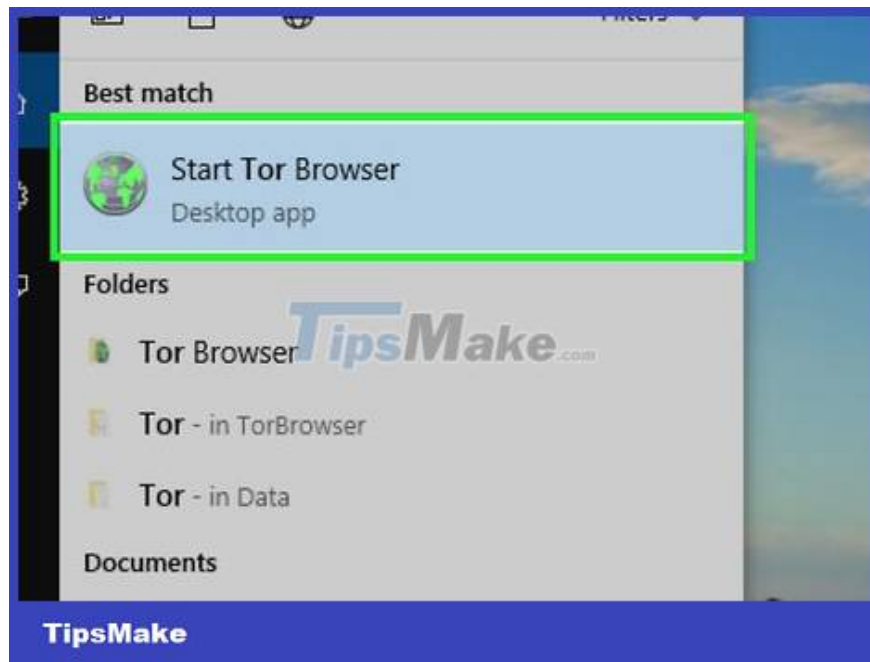 Filters
Best match
Start Tor Browser
Desktop app
Folders
Tor Browser
TipsMake.com
Tor - in TorBrowser
Tor - in Data
Documents
TipsMake